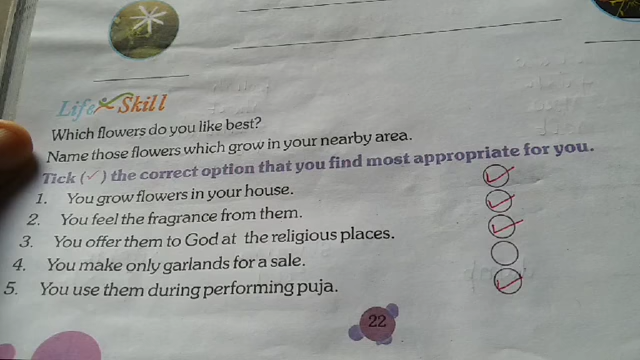 Life Skill
Which flowers do you like best?
Name those flowers which grow in your nearby area.
Tick (✓) the correct option that you find most appropriate for you.
1. You grow flowers in your house.
2. You feel the fragrance from them.
3. You offer them to God at the religious places.
4. You make only garlands for a sale.
5. You use them during performing puja.
22